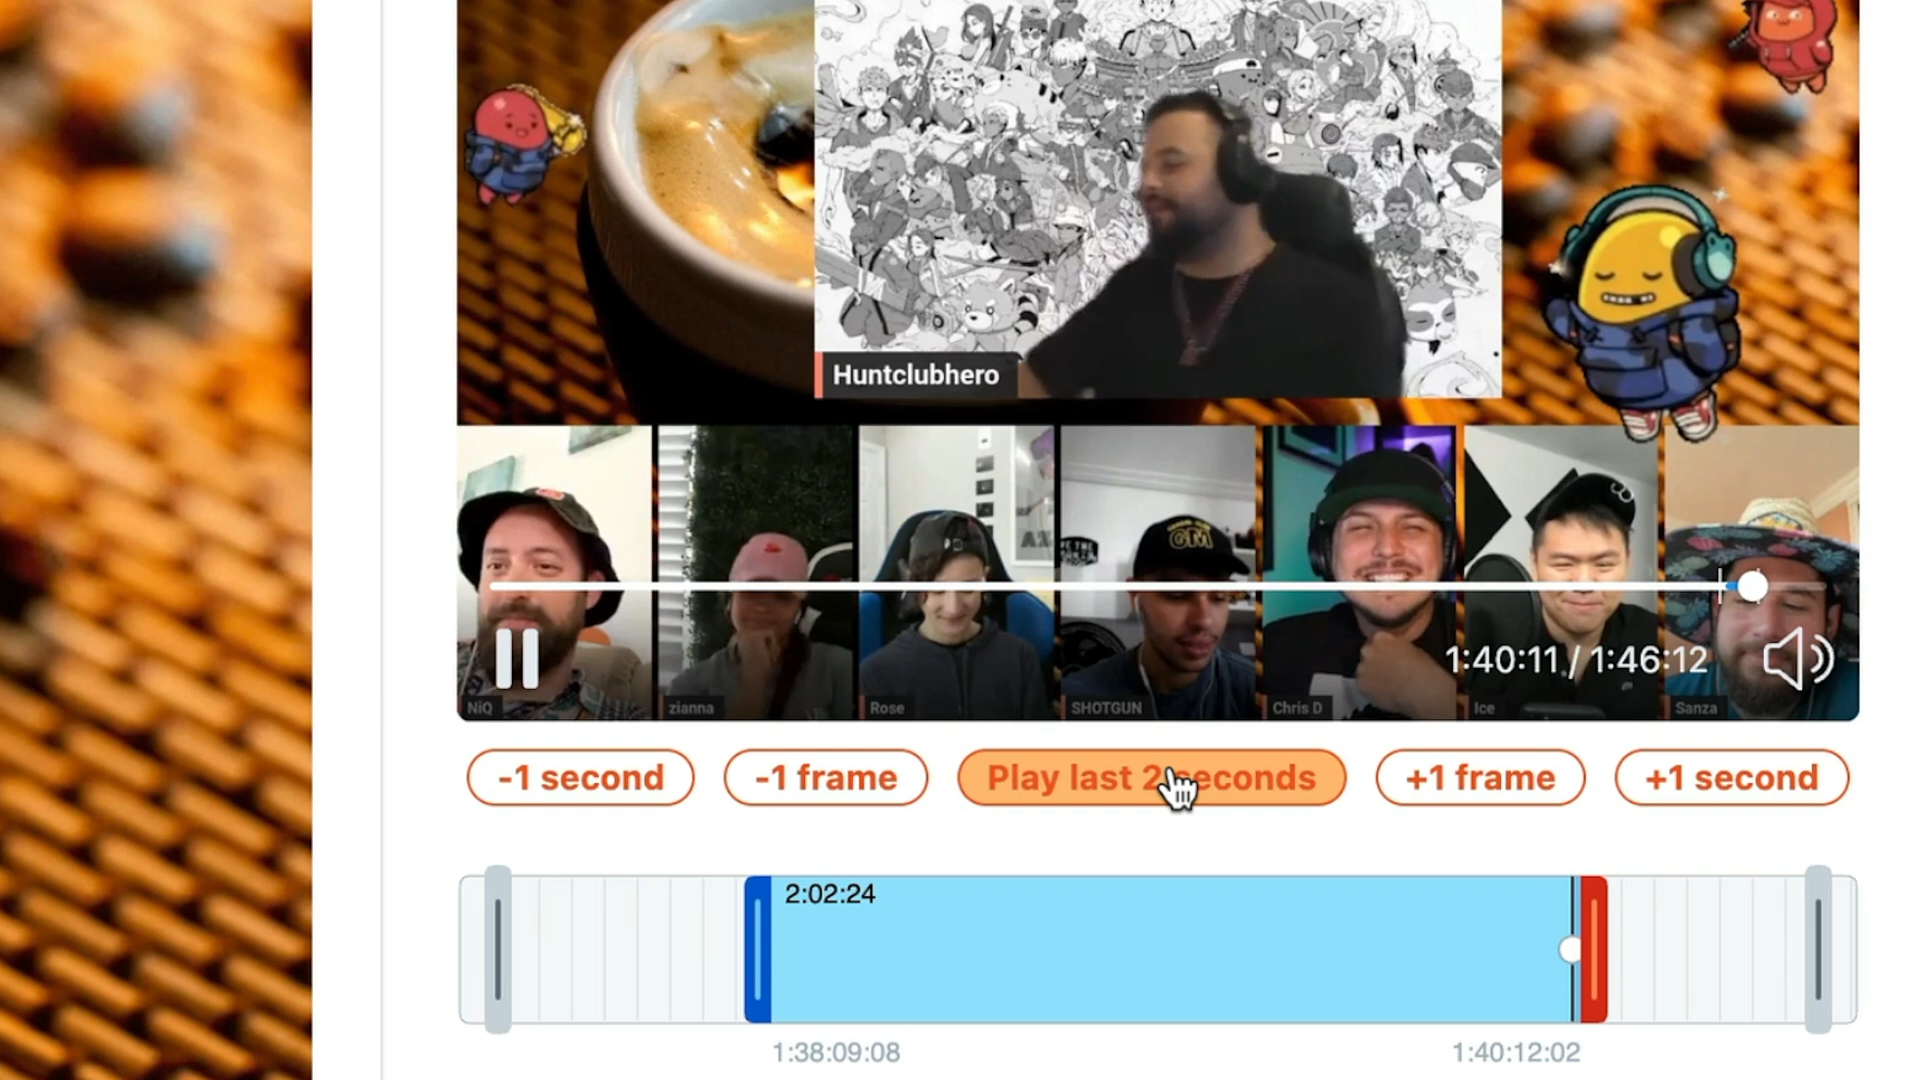 Huntclubhero
GM
NiQ
zianna
Rose
SHOTGUN
Chris D
Ice
Sanza
1:40:11 / 1:46:12
-1 second
-1 frame
Play last 2 seconds
+1 frame
+1 second
2:02:24
1:38:09:08
1:40:12:02